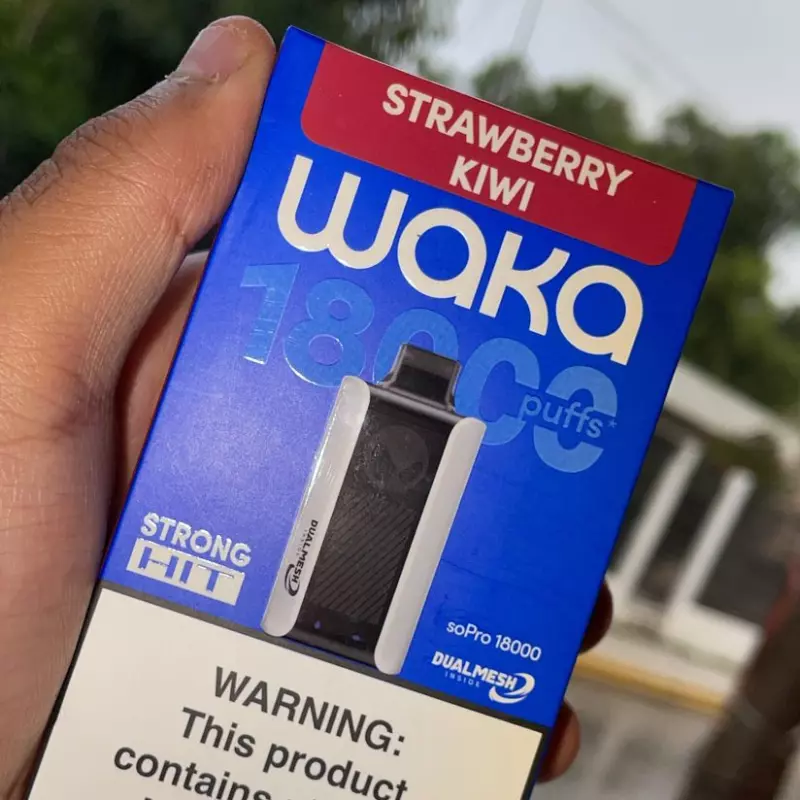 STRAWBERRY
KIWI
WAKA
18000
puffs*
DUALMESH
STRONG
HIT
soPro 18000
DUALMESH
INSIDE
WARNING:
This product
contains